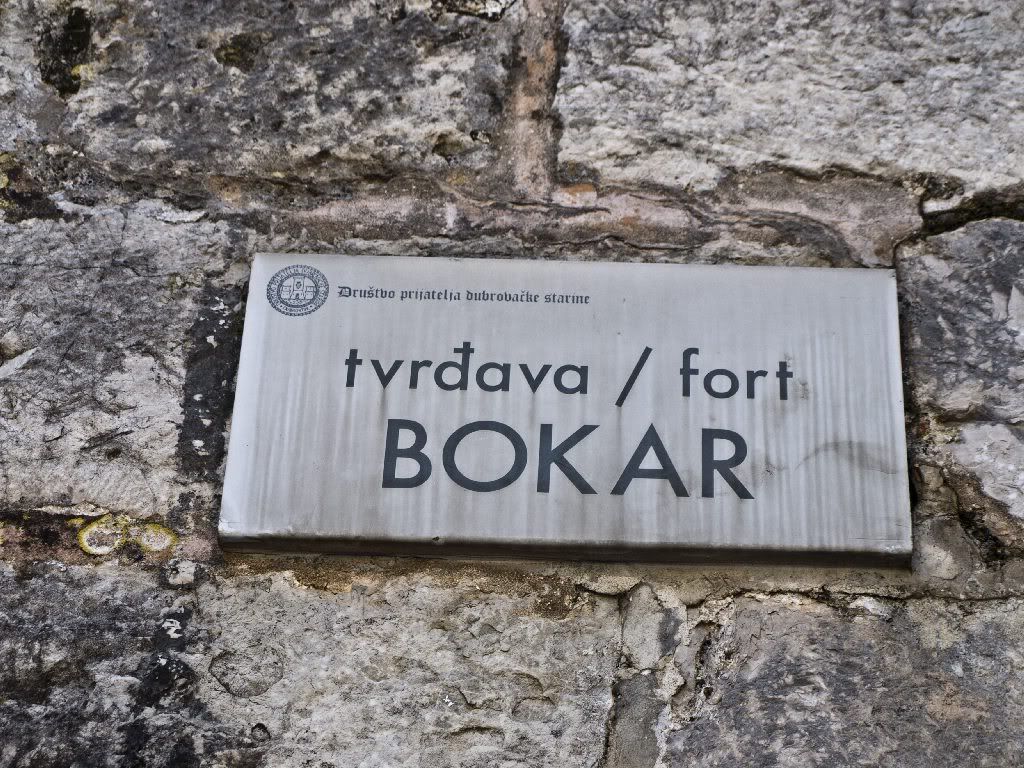 Društvo prijatelja dubrovačke starine
tvrđava / fort
BOKAR